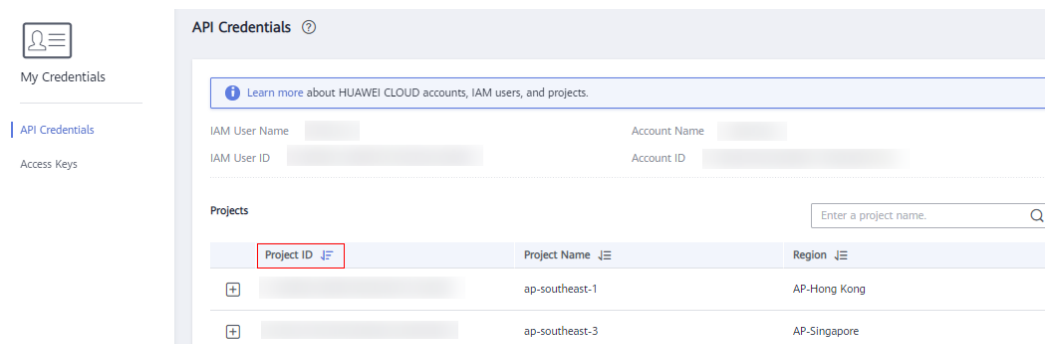 API Credentials
My Credentials
Learn more about HUAWEI CLOUD accounts, IAM users, and projects.
API Credentials
IAM User Name
Account Name
Access Keys
IAM User ID
Account ID
Projects
Enter a project name.
Project ID
Project Name
Region
ap-southeast-1
AP-Hong Kong
ap-southeast-3
AP-Singapore